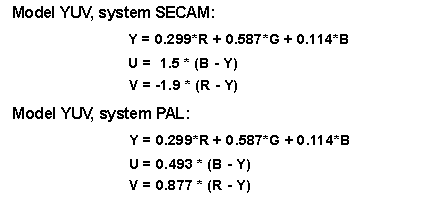 Model YUV, system SECAM:
Y = 0.299*R + 0.587*G + 0.114*B
U = 1.5 * (B - Y)
V = -1.9 * (R - Y)
Model YUV, system PAL:
Y = 0.299*R + 0.587*G + 0.114*B
U = 0.493 * (B - Y)
V = 0.877 * (R - Y)